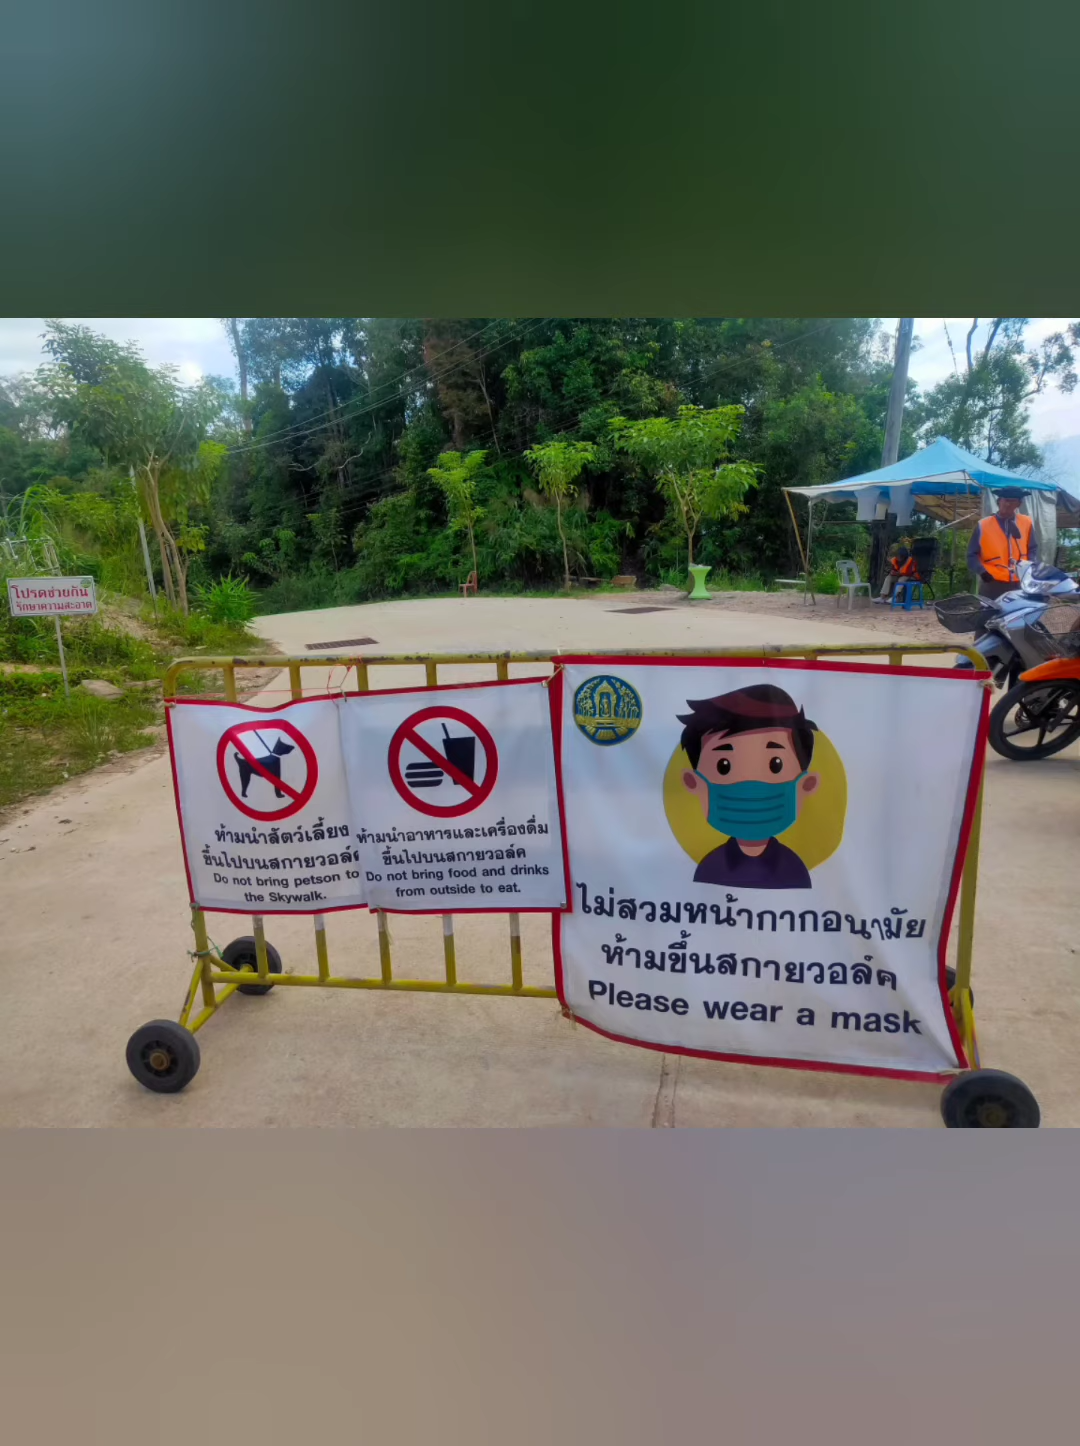 โปรดช่วยกัน
รักษาความสะอาด
ห้ามนำสัตว์เลี้ยง
ขึ้นไปบนสกายวอล์ค
Do not bring petson to
the Skywalk.
ห้ามนำอาหารและเครื่องดื่ม
ขึ้นไปบนสกายวอล์ค
Do not bring food and drinks
from outside to eat.
ไม่สวมหน้ากากอนามัย
ห้ามขึ้นสกายวอล์ค
Please wear a mask